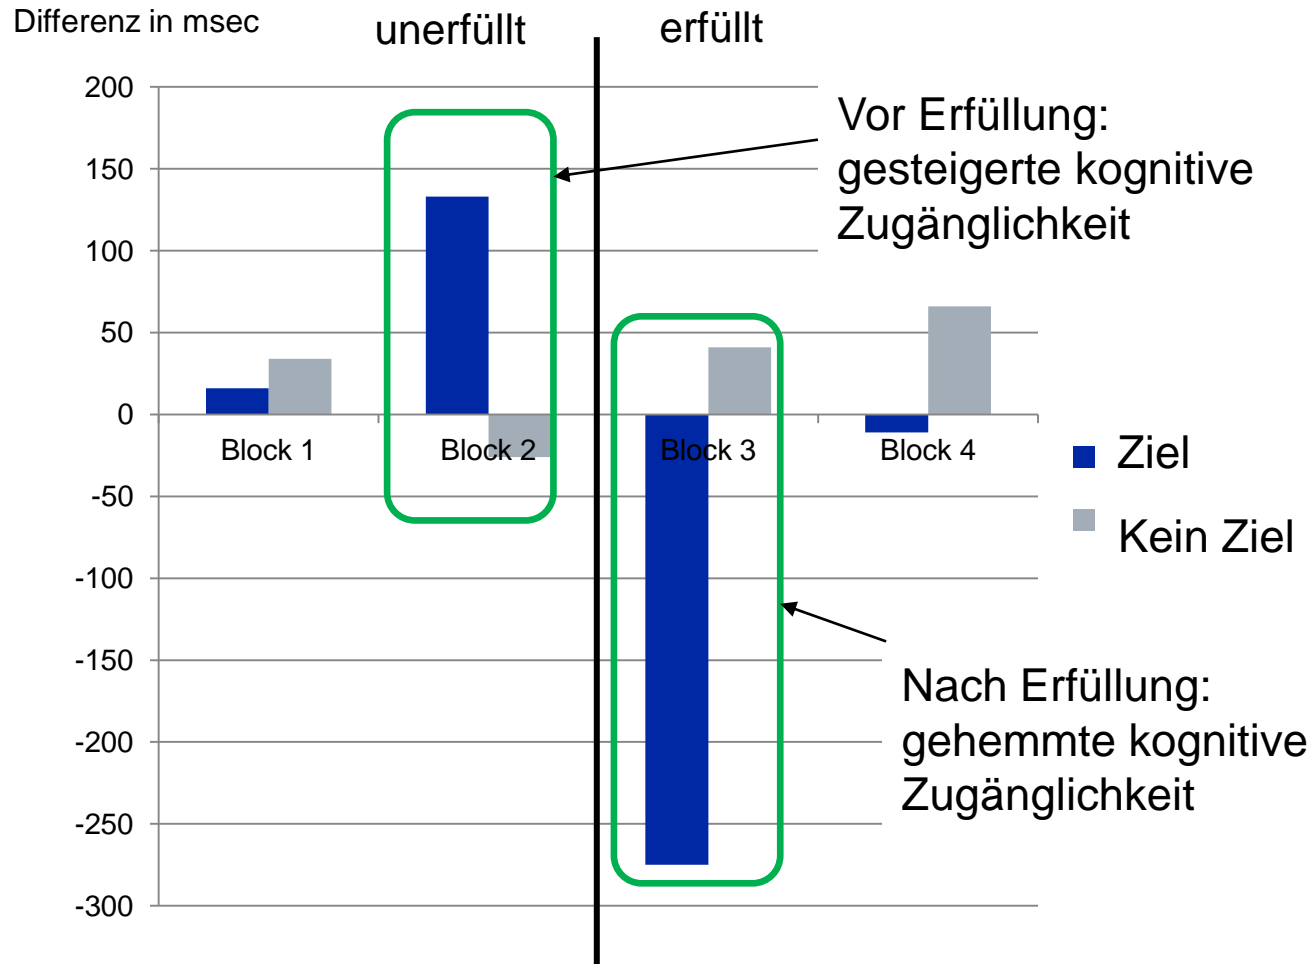 Differenz in msec
unerfüllt
erfüllt
200
150
100
50
0
-50
-100
-150
-200
-250
-300
Vor Erfüllung:
gesteigerte kognitive
Zugänglichkeit
Block 1
Block 2
Block 3
Block 4
Ziel
Kein Ziel
Nach Erfüllung:
gehemmte kognitive
Zugänglichkeit